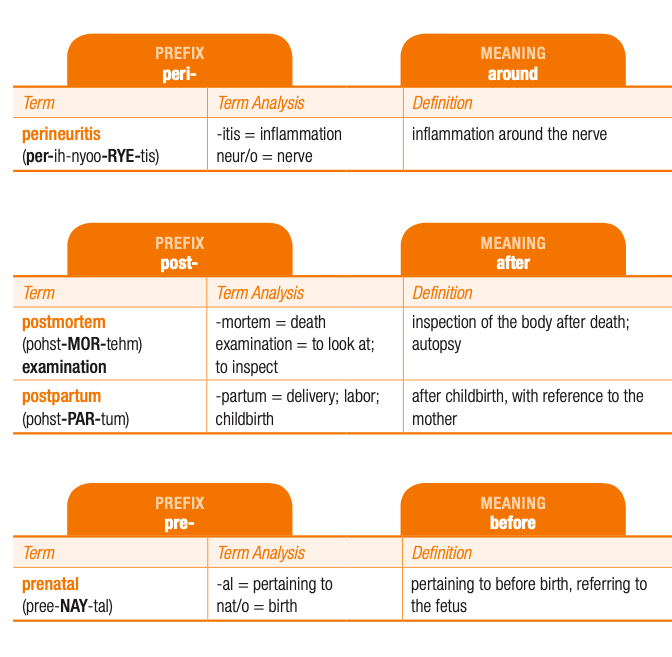 PREFIX MEANING
peri- around
Term Term Analysis Definition
perineuritis -itis = inflammation inflammation around the nerve
(per-ih-nyoo-RYE-tis) neur/o = nerve
PREFIX MEANING
post- after
Term Term Analysis Definition
postmortem -mortem = death inspection of the body after death;
(pohst-MOR-tehm) examination = to look at; autopsy
examination to inspect
postpartum -partum = delivery; labor; after childbirth, with reference to the
(pohst-PAR-tum) childbirth mother
PREFIX MEANING
pre- before
Term Term Analysis Definition
prenatal -al = pertaining to pertaining to before birth, referring to
(pree-NAY-tal) nat/o = birth the fetus